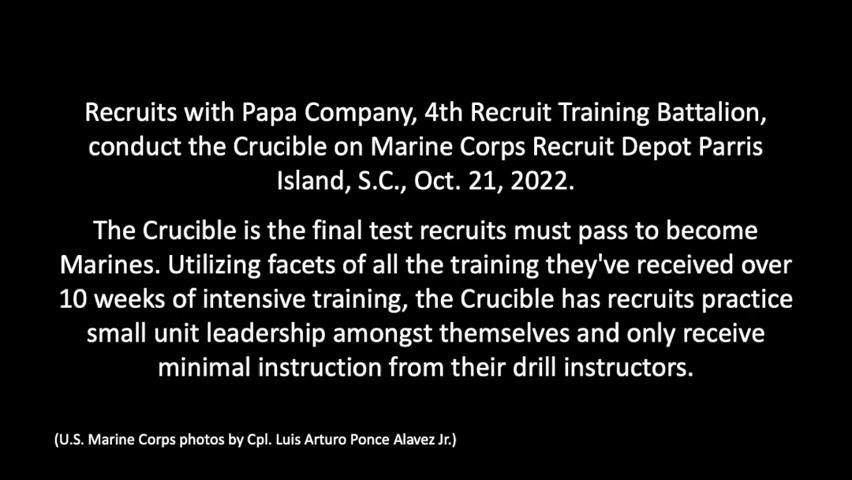 Recruits with Papa Company, 4th Recruit Training Battalion,
conduct the Crucible on Marine Corps Recruit Depot Parris
Island, S.C., Oct. 21, 2022.
The Crucible is the final test recruits must pass to become
Marines. Utilizing facets of all the training they've received over
10 weeks of intensive training, the Crucible has recruits practice
small unit leadership amongst themselves and only receive
minimal instruction from their drill instructors.
(U.S. Marine Corps photos by Cpl. Luis Arturo Ponce Alavez Jr.)